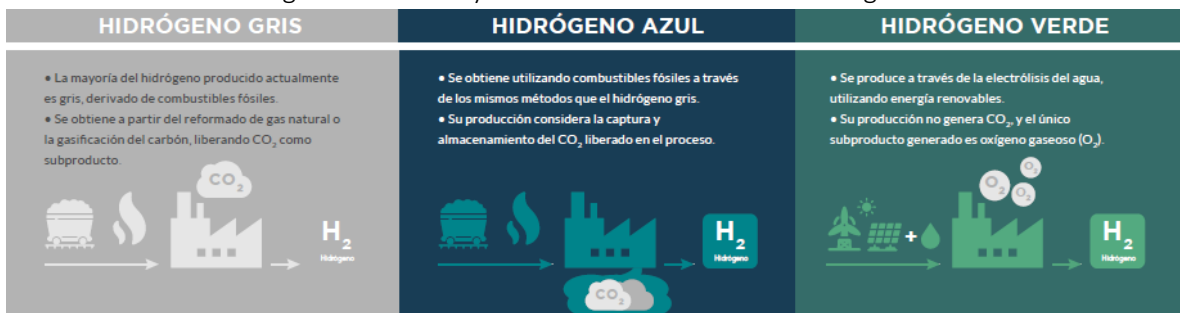 HIDRÓGENO GRIS
● La mayoría del hidrógeno producido actualmente
es gris, derivado de combustibles fósiles.
● Se obtiene a partir del reformado de gas natural o
la gasificación del carbón, liberando CO₂ como
subproducto.
CO₂
H₂
Hidrógeno
HIDRÓGENO AZUL
● Se obtiene utilizando combustibles fósiles a través
de los mismos métodos que el hidrógeno gris.
● Su producción considera la captura y
almacenamiento del CO₂ liberado en el proceso.
H₂
Hidrógeno
CO₂
HIDRÓGENO VERDE
● Se produce a través de la electrólisis del agua,
utilizando energía renovables.
● Su producción no genera CO₂, y el único
subproducto generado es oxígeno gaseoso (O₂).
O₂
O₂
O₂
+
H₂
Hidrógeno